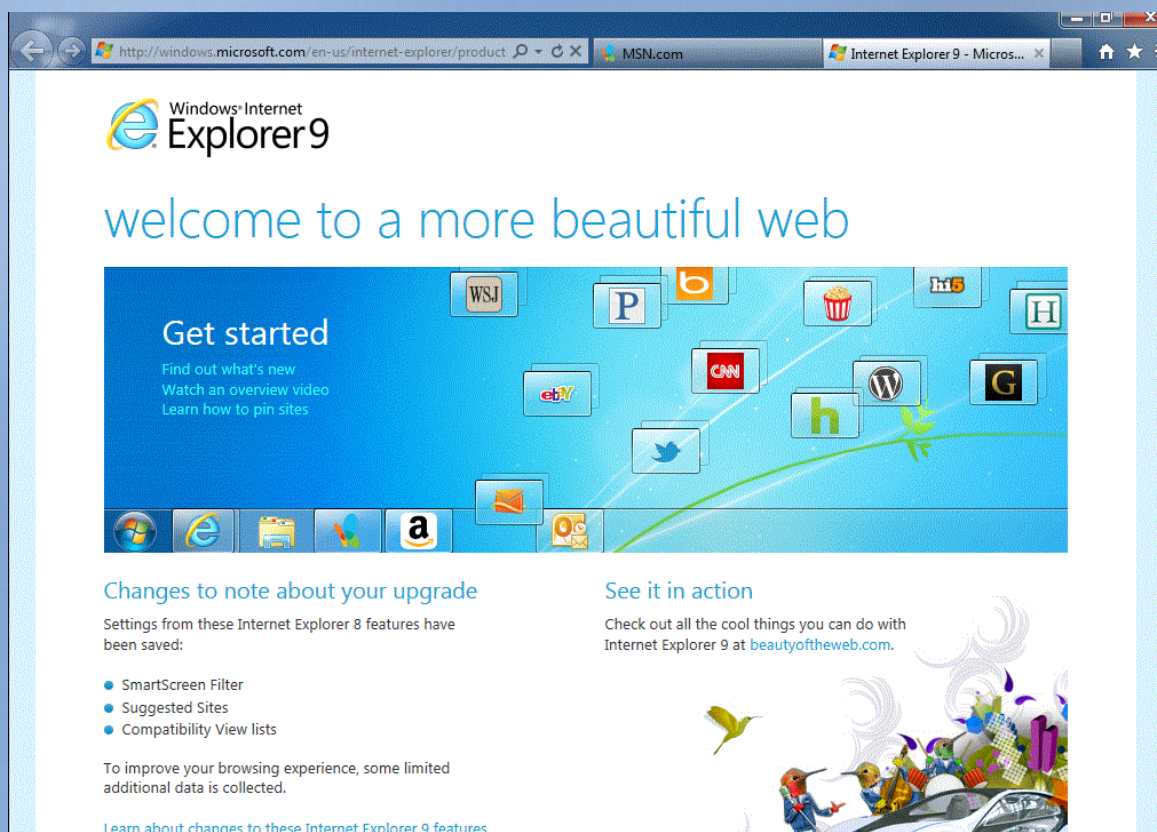 http://windows.microsoft.com/en-us/internet-explorer/product
MSN.com
Internet Explorer 9 - Micros...
Windows Internet
Explorer 9
welcome to a more beautiful web
WSJ
P
b
hi5
H
Get started
Find out what's new
Watch an overview video
Learn how to pin sites
CNN
ebY
W
G
h
a
O
Changes to note about your upgrade
Settings from these Internet Explorer 8 features have
been saved:
SmartScreen Filter
Suggested Sites
Compatibility View lists
To improve your browsing experience, some limited
additional data is collected.
Learn about changes to these Internet Explorer 9 features
See it in action
Check out all the cool things you can do with
Internet Explorer 9 at beautyoftheweb.com.